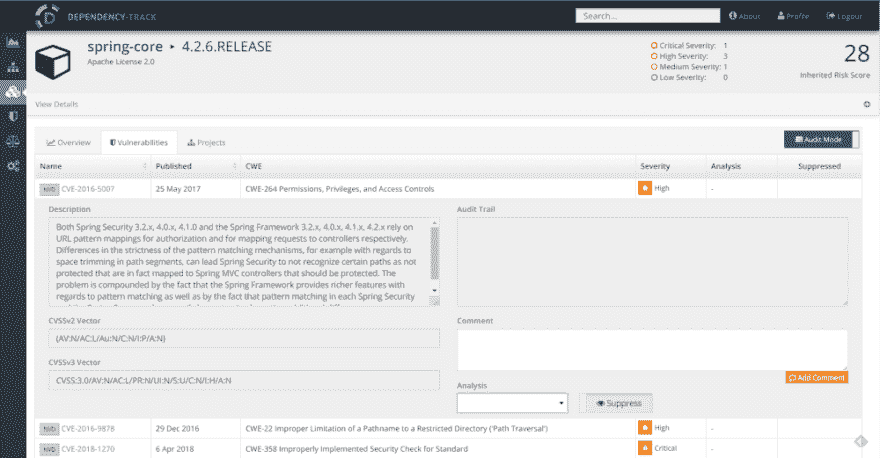 DEPENDENCY-TRACK
Search...
About
Profile
Logout
spring-core ▸ 4.2.6.RELEASE
Apache License 2.0
Critical Severity: 1
High Severity: 3
Medium Severity: 1
Low Severity: 0
28
Inherited Risk Score
View Details
Overview
Vulnerabilities
Projects
Audit Mode
Name Published CWE Severity Analysis Suppressed
NVD CVE-2016-5007 25 May 2017 CWE-264 Permissions, Privileges, and Access Controls High -
Description
Both Spring Security 3.2.x, 4.0.x, 4.1.0 and the Spring Framework 3.2.x, 4.0.x, 4.1.x, 4.2.x rely on
URL pattern mappings for authorization and for mapping requests to controllers respectively.
Differences in the strictness of the pattern matching mechanisms, for example with regards to
space trimming in path segments, can lead Spring Security to not recognize certain paths as not
protected that are in fact mapped to Spring MVC controllers that should be protected. The
problem is compounded by the fact that the Spring Framework provides richer features with
regards to pattern matching as well as by the fact that pattern matching in each Spring Security
Audit Trail
CVSSv2 Vector
(AV:N/AC:L/Au:N/C:N/I:P/A:N)
CVSSv3 Vector
CVSS:3.0/AV:N/AC:L/PR:N/UI:N/S:U/C:N/I:H/A:N
Comment
Add Comment
Analysis
Suppress
NVD CVE-2016-9878 29 Dec 2016 CWE-22 Improper Limitation of a Pathname to a Restricted Directory ('Path Traversal') High -
NVD CVE-2018-1270 6 Apr 2018 CWE-358 Improperly Implemented Security Check for Standard Critical -